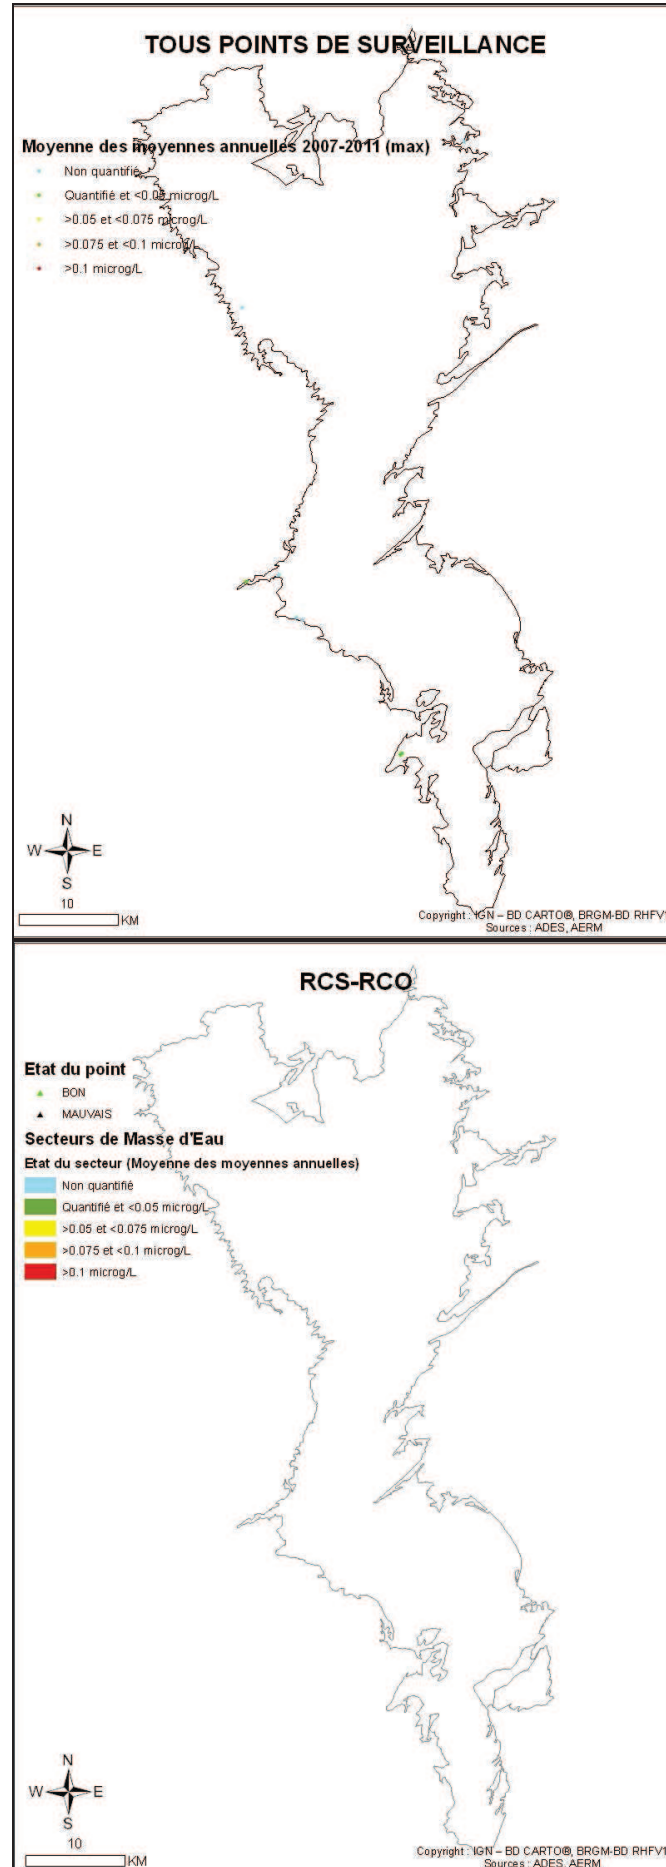 TOUS POINTS DE SURVEILLANCE
Moyenne des moyennes annuelles 2007-2011 (max)
Non quantifié
Quantifié et <0.05 microg/L
>0.05 et <0.075 microg/L
>0.075 et <0.1 microg/L
>0.1 microg/L
N
W E
S
10
KM
Copyright : IGN – BD CARTO®, BRGM-BD RHFV1
Sources : ADES, AERM
RCS-RCO
Etat du point
BON
MAUVAIS
Secteurs de Masse d'Eau
Etat du secteur (Moyenne des moyennes annuelles)
Non quantifié
Quantifié et <0.05 microg/L
>0.05 et <0.075 microg/L
>0.075 et <0.1 microg/L
>0.1 microg/L
N
W E
S
10
KM
Copyright : IGN – BD CARTO®, BRGM-BD RHFV1
Sources : ADES, AERM